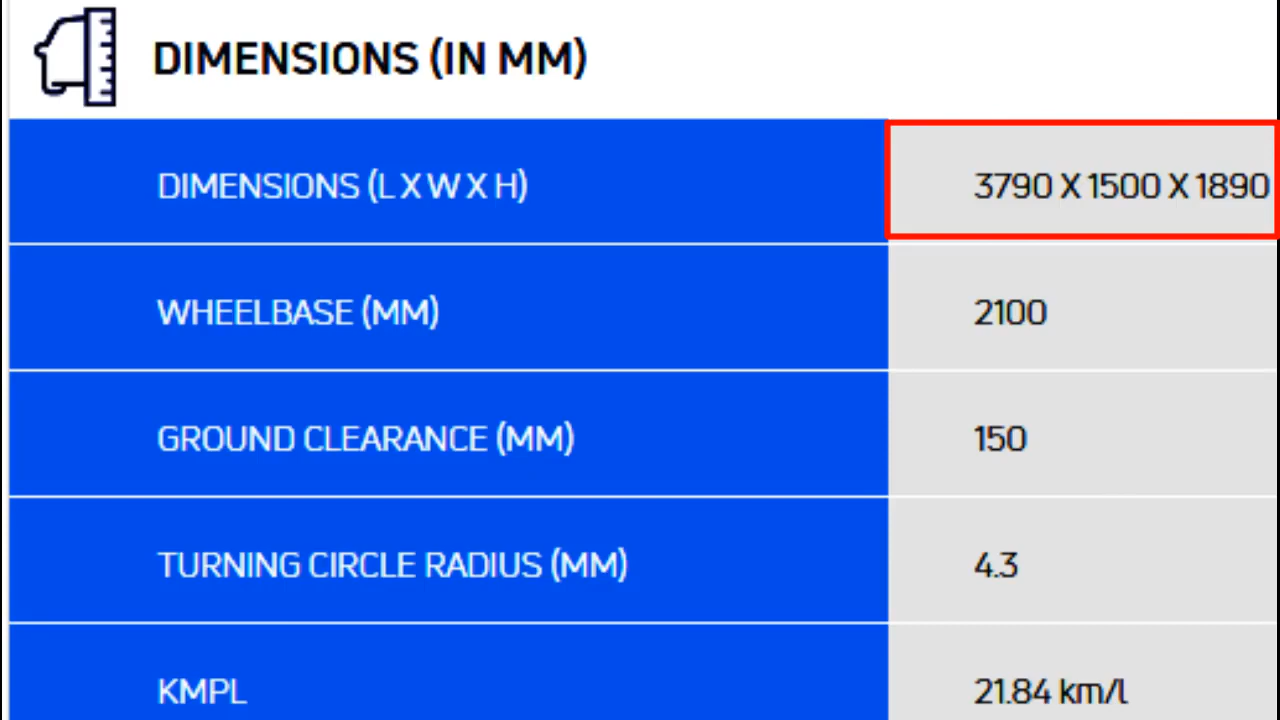 DIMENSIONS (IN MM)
DIMENSIONS (L X W X H) 3790 X 1500 X 1890
WHEELBASE (MM) 2100
GROUND CLEARANCE (MM) 150
TURNING CIRCLE RADIUS (MM) 4.3
KMPL 21.84 km/l